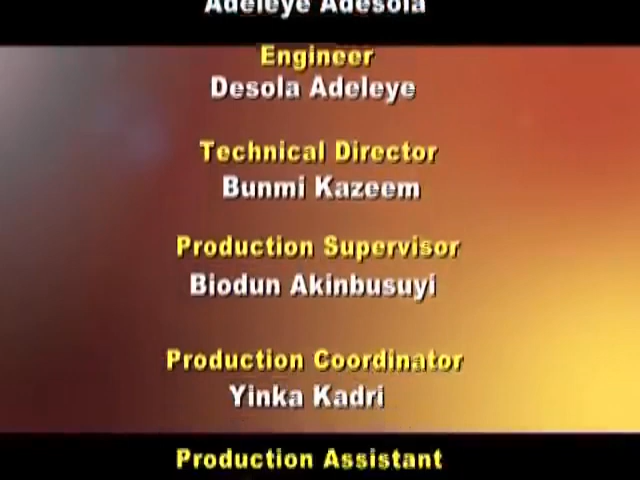 Adeleye Adesola
Engineer
Desola Adeleye
Technical Director
Bunmi Kazeem
Production Supervisor
Biodun Akinbusuyi
Production Coordinator
Yinka Kadri
Production Assistant